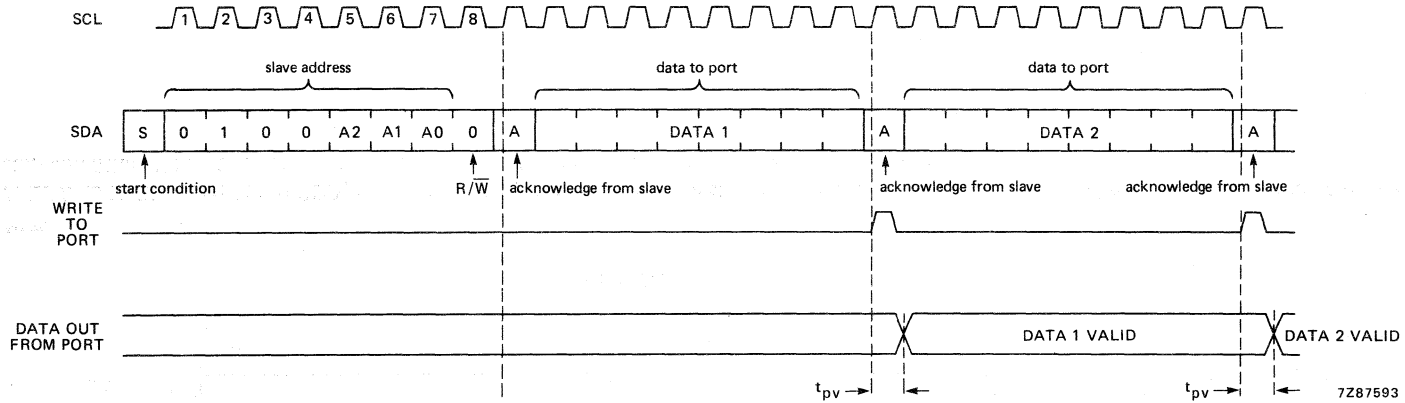 SCL 1 2 3 4 5 6 7 8
slave address data to port data to port
SDA S 0 1 0 0 A2 A1 A0 0 A DATA 1 A DATA 2 A
start condition R/W̅ acknowledge from slave acknowledge from slave acknowledge from slave
WRITE
TO
PORT
DATA OUT
FROM PORT
DATA 1 VALID DATA 2 VALID
tpv tpv 7Z87593